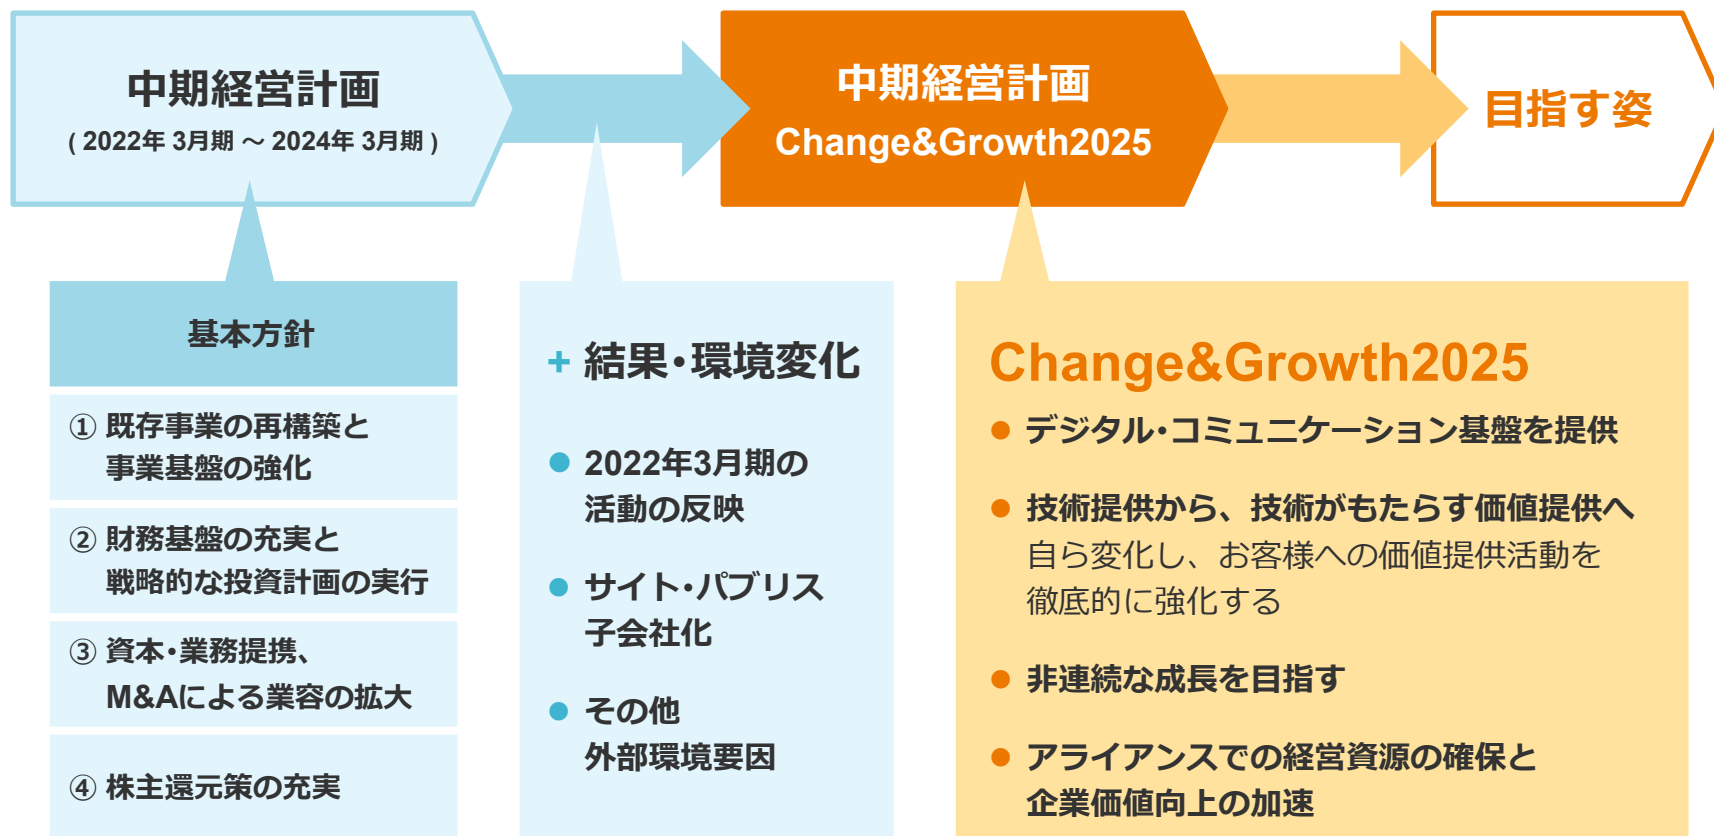 中期経営計画
( 2022年 3月期 ～ 2024年 3月期 )
中期経営計画
Change&Growth2025
目指す姿
基本方針
① 既存事業の再構築と
事業基盤の強化
② 財務基盤の充実と
戦略的な投資計画の実行
③ 資本・業務提携、
M&Aによる業容の拡大
④ 株主還元策の充実
+ 結果・環境変化
● 2022年3月期の
活動の反映
● サイト・パブリス
子会社化
● その他
外部環境要因
Change&Growth2025
● デジタル・コミュニケーション基盤を提供
● 技術提供から、技術がもたらす価値提供へ
自ら変化し、お客様への価値提供活動を
徹底的に強化する
● 非連続な成長を目指す
● アライアンスでの経営資源の確保と
企業価値向上の加速